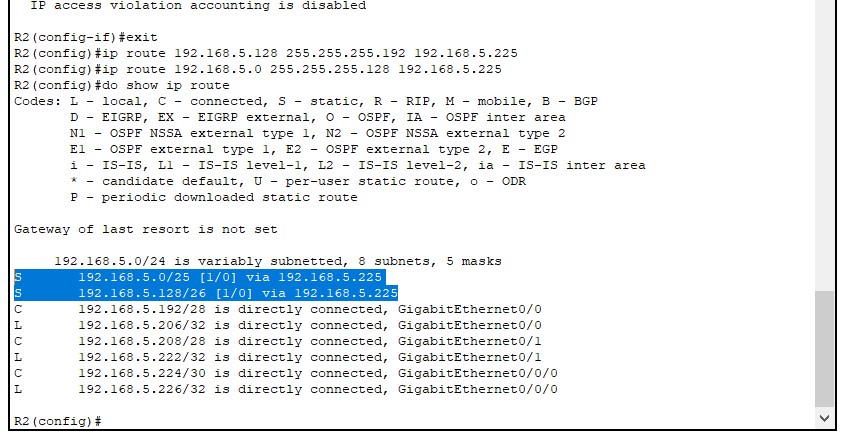 IP access violation accounting is disabled
R2(config-if)#exit
R2(config)#ip route 192.168.5.128 255.255.255.192 192.168.5.225
R2(config)#ip route 192.168.5.0 255.255.255.128 192.168.5.225
R2(config)#do show ip route
Codes: L - local, C - connected, S - static, R - RIP, M - mobile, B - BGP
D - EIGRP, EX - EIGRP external, O - OSPF, IA - OSPF inter area
N1 - OSPF NSSA external type 1, N2 - OSPF NSSA external type 2
E1 - OSPF external type 1, E2 - OSPF external type 2, E - EGP
i - IS-IS, L1 - IS-IS level-1, L2 - IS-IS level-2, ia - IS-IS inter area
* - candidate default, U - per-user static route, o - ODR
P - periodic downloaded static route
Gateway of last resort is not set
192.168.5.0/24 is variably subnetted, 8 subnets, 5 masks
S 192.168.5.0/25 [1/0] via 192.168.5.225
S 192.168.5.128/26 [1/0] via 192.168.5.225
C 192.168.5.192/28 is directly connected, GigabitEthernet0/0
L 192.168.5.206/32 is directly connected, GigabitEthernet0/0
C 192.168.5.208/28 is directly connected, GigabitEthernet0/1
L 192.168.5.222/32 is directly connected, GigabitEthernet0/1
C 192.168.5.224/30 is directly connected, GigabitEthernet0/0/0
L 192.168.5.226/32 is directly connected, GigabitEthernet0/0/0
R2(config)#